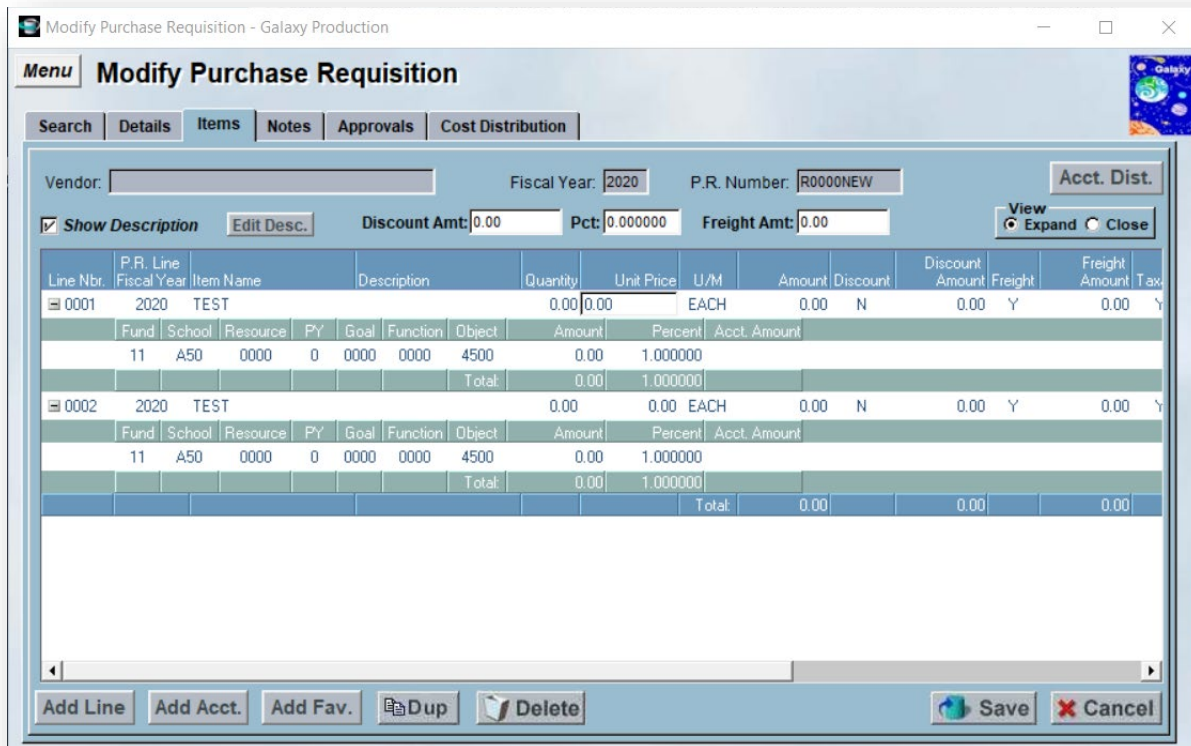 Modify Purchase Requisition - Galaxy Production
Menu Modify Purchase Requisition
Galaxy
Search Details Items Notes Approvals Cost Distribution
Vendor: Fiscal Year: 2020 P.R. Number: R0000NEW Acct. Dist.
Show Description Edit Desc. Discount Amt: 0.00 Pct: 0.000000 Freight Amt: 0.00 View Expand Close
Line Nbr. P.R. Line Fiscal Year Item Name Description Quantity Unit Price U/M Amount Discount Discount Amount Freight Freight Amount Tax
0001 2020 TEST 0.00 0.00 EACH 0.00 N 0.00 Y 0.00 Y
Fund School Resource PY Goal Function Object Amount Percent Acct. Amount
11 A50 0000 0 0000 0000 4500 0.00 1.000000
Total: 0.00 1.000000
0002 2020 TEST 0.00 0.00 EACH 0.00 N 0.00 Y 0.00 Y
Fund School Resource PY Goal Function Object Amount Percent Acct. Amount
11 A50 0000 0 0000 0000 4500 0.00 1.000000
Total: 0.00 1.000000
Total: 0.00 0.00 0.00
Add Line Add Acct. Add Fav. Dup Delete Save Cancel